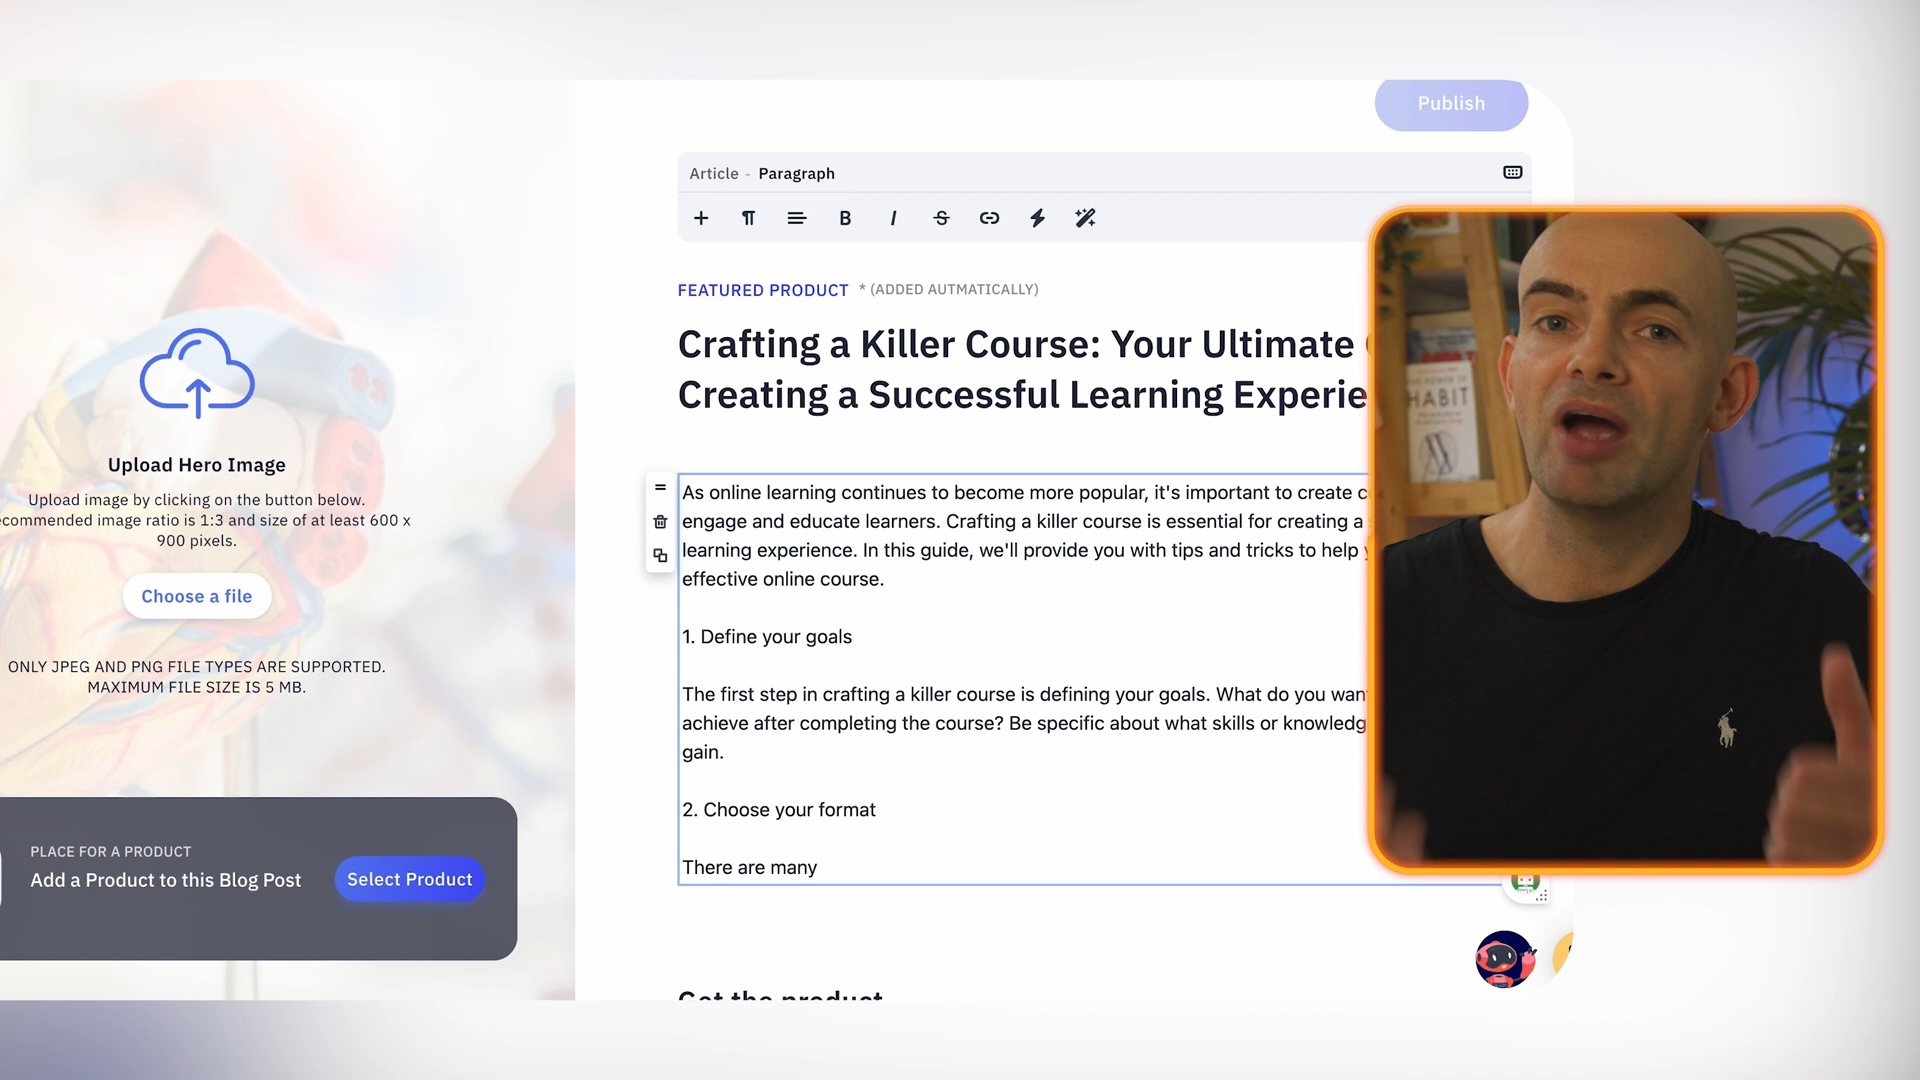 Publish
Article - Paragraph
FEATURED PRODUCT * (ADDED AUTMATICALLY)
Crafting a Killer Course: Your Ultimate
Creating a Successful Learning Experie
As online learning continues to become more popular, it's important to create c
engage and educate learners. Crafting a killer course is essential for creating a
learning experience. In this guide, we'll provide you with tips and tricks to help
effective online course.
1. Define your goals
The first step in crafting a killer course is defining your goals. What do you wan
achieve after completing the course? Be specific about what skills or knowledg
gain.
2. Choose your format
There are many
Get the product
Upload Hero Image
Upload image by clicking on the button below.
commended image ratio is 1:3 and size of at least 600 x
900 pixels.
Choose a file
ONLY JPEG AND PNG FILE TYPES ARE SUPPORTED.
MAXIMUM FILE SIZE IS 5 MB.
PLACE FOR A PRODUCT
Add a Product to this Blog Post
Select Product
THE POWER OF
HABIT